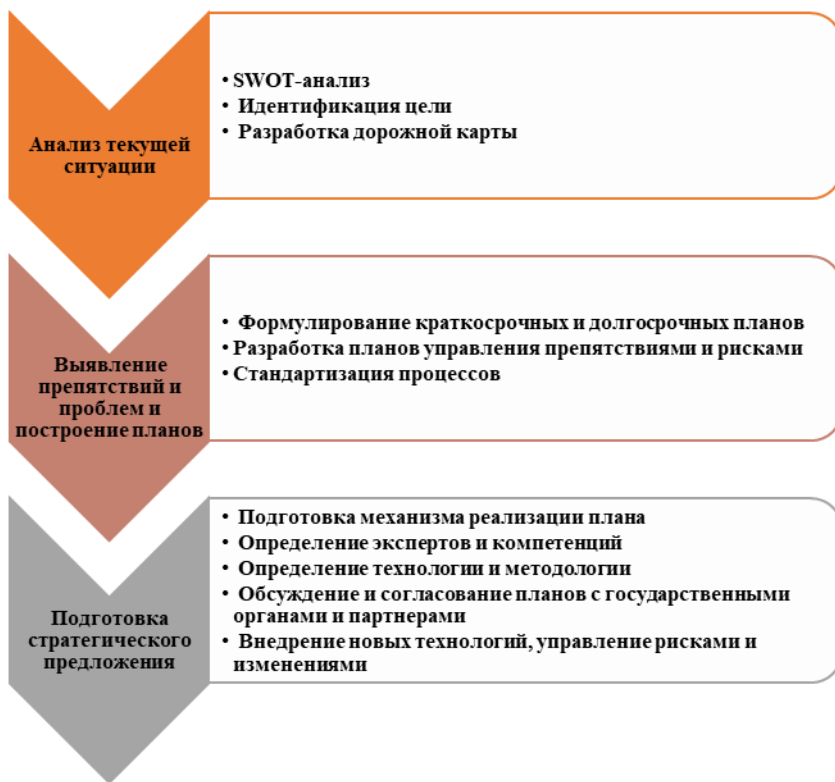 Анализ текущей
ситуации
• SWOT-анализ
• Идентификация цели
• Разработка дорожной карты
Выявление
препятствий и
проблем и
построение планов
• Формулирование краткосрочных и долгосрочных планов
• Разработка планов управления препятствиями и рисками
• Стандартизация процессов
Подготовка
стратегического
предложения
• Подготовка механизма реализации плана
• Определение экспертов и компетенций
• Определение технологии и методологии
• Обсуждение и согласование планов с государственными
органами и партнерами
• Внедрение новых технологий, управление рисками и
изменениями